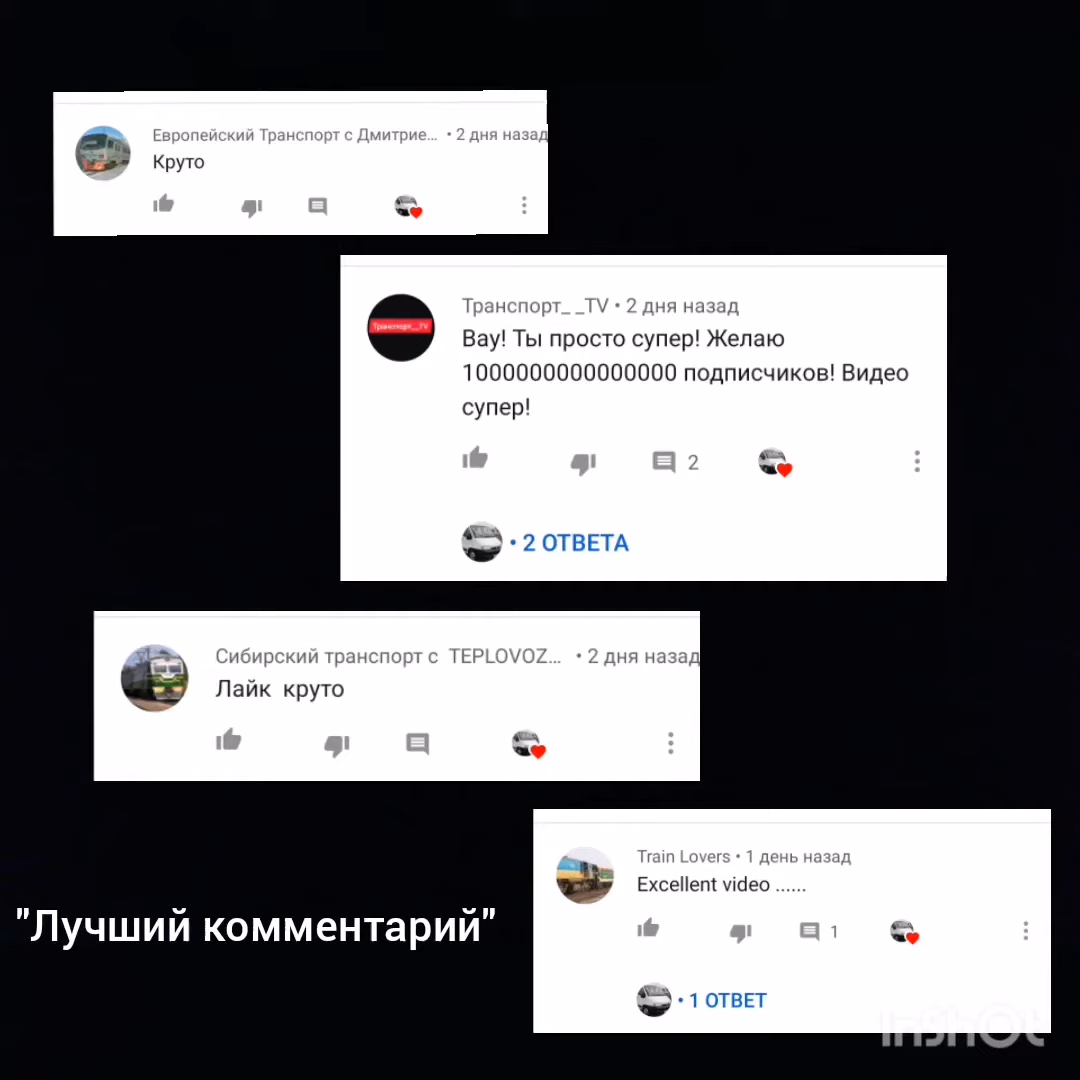 Европейский Транспорт с Дмитрие... • 2 дня назад
Круто
Транспорт__TV
Транспорт_ _TV • 2 дня назад
Вау! Ты просто супер! Желаю
1000000000000000 подписчиков! Видео
супер!
2
• 2 ОТВЕТА
Сибирский транспорт с TEPLOVOZ... • 2 дня назад
Лайк круто
Train Lovers • 1 день назад
Excellent video ......
1
• 1 ОТВЕТ
"Лучший комментарий"
InShOt